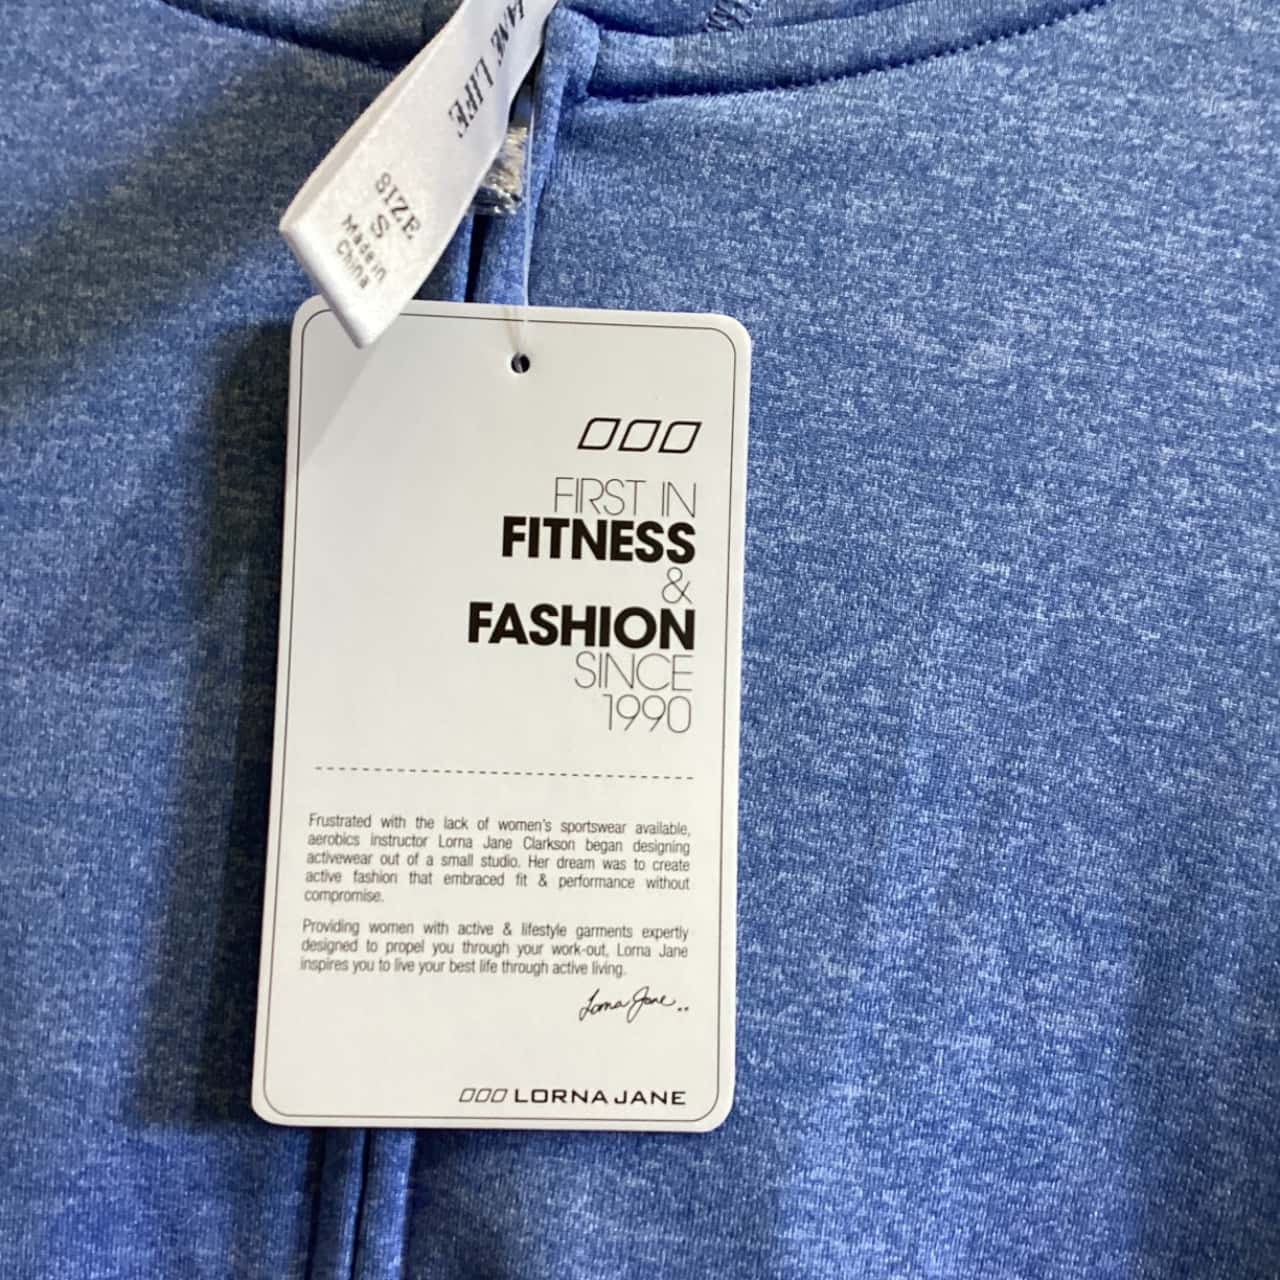 JANE LIFE
SIZE
S
Made in
China
FIRST IN
FITNESS
&
FASHION
SINCE
1990
Frustrated with the lack of women's sportswear available,
aerobics instructor Lorna Jane Clarkson began designing
activewear out of a small studio. Her dream was to create
active fashion that embraced fit & performance without
compromise.
Providing women with active & lifestyle garments expertly
designed to propel you through your work-out, Lorna Jane
inspires you to live your best life through active living.
Lorna Jane..
LORNA JANE